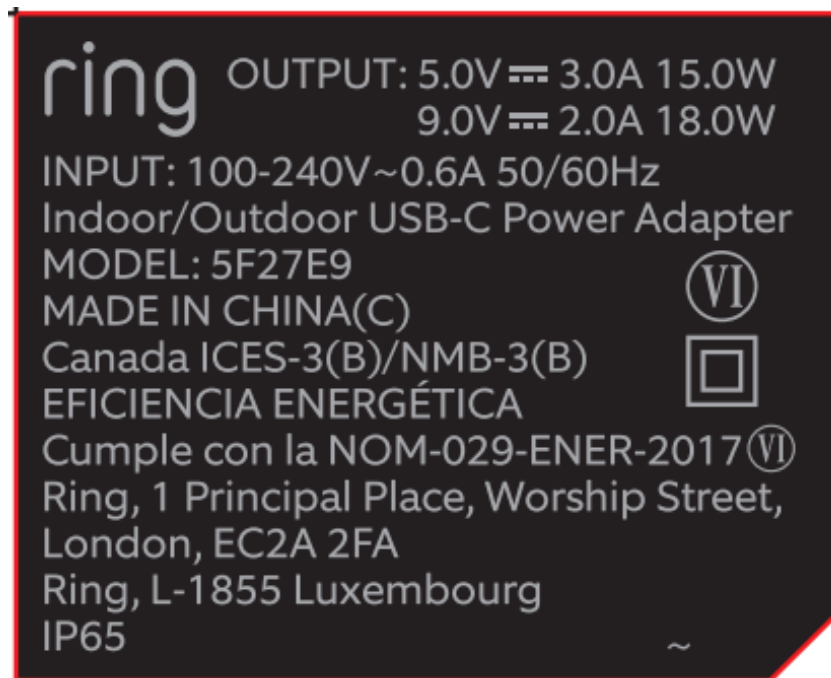 ring OUTPUT: 5.0V ⎓ 3.0A 15.0W
9.0V ⎓ 2.0A 18.0W
INPUT: 100-240V~0.6A 50/60Hz
Indoor/Outdoor USB-C Power Adapter
MODEL: 5F27E9
VI
MADE IN CHINA(C)
Canada ICES-3(B)/NMB-3(B)
EFICIENCIA ENERGÉTICA
Cumple con la NOM-029-ENER-2017 VI
Ring, 1 Principal Place, Worship Street,
London, EC2A 2FA
Ring, L-1855 Luxembourg
IP65 ~